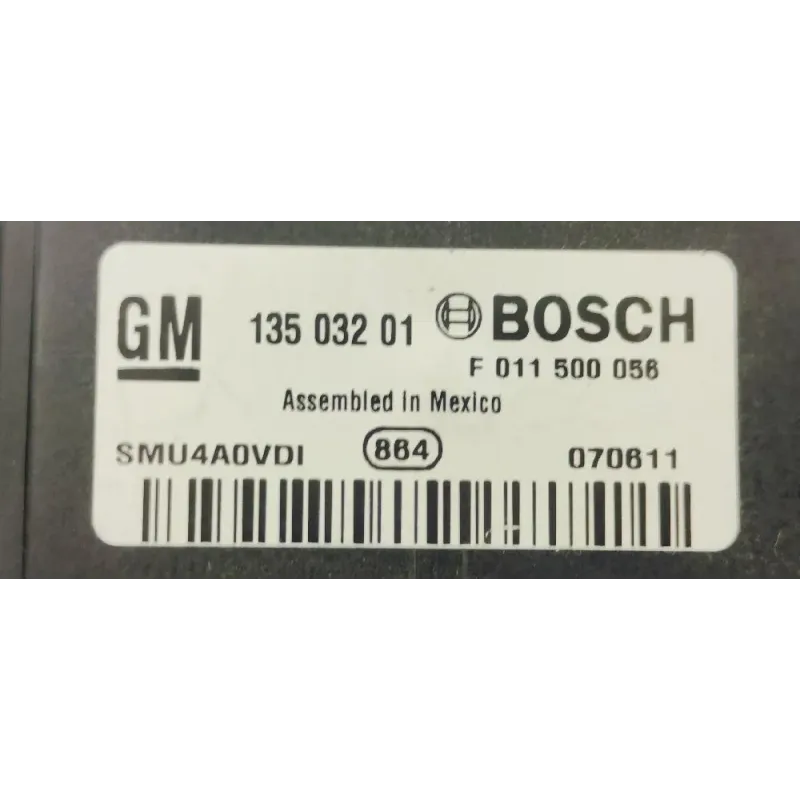 GM 135 032 01 BOSCH
F 011 500 056
Assembled in Mexico
SMU4A0VDI 864 070611